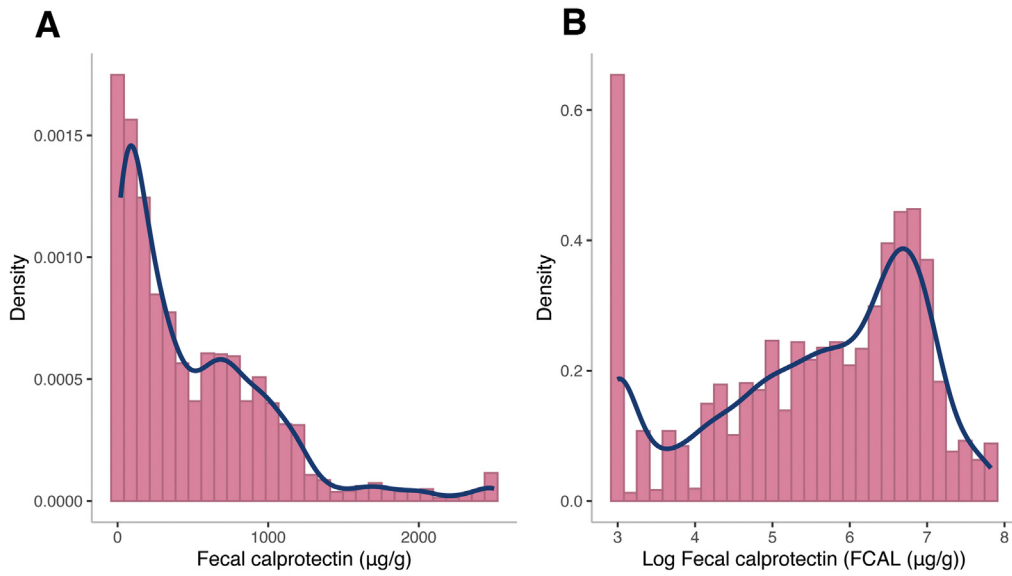 A
B
Density
0.0015
0.0010
0.0005
0.0000
0
1000
2000
Fecal calprotectin (µg/g)
Density
0.6
0.4
0.2
0.0
3
4
5
6
7
8
Log Fecal calprotectin (FCAL (µg/g))